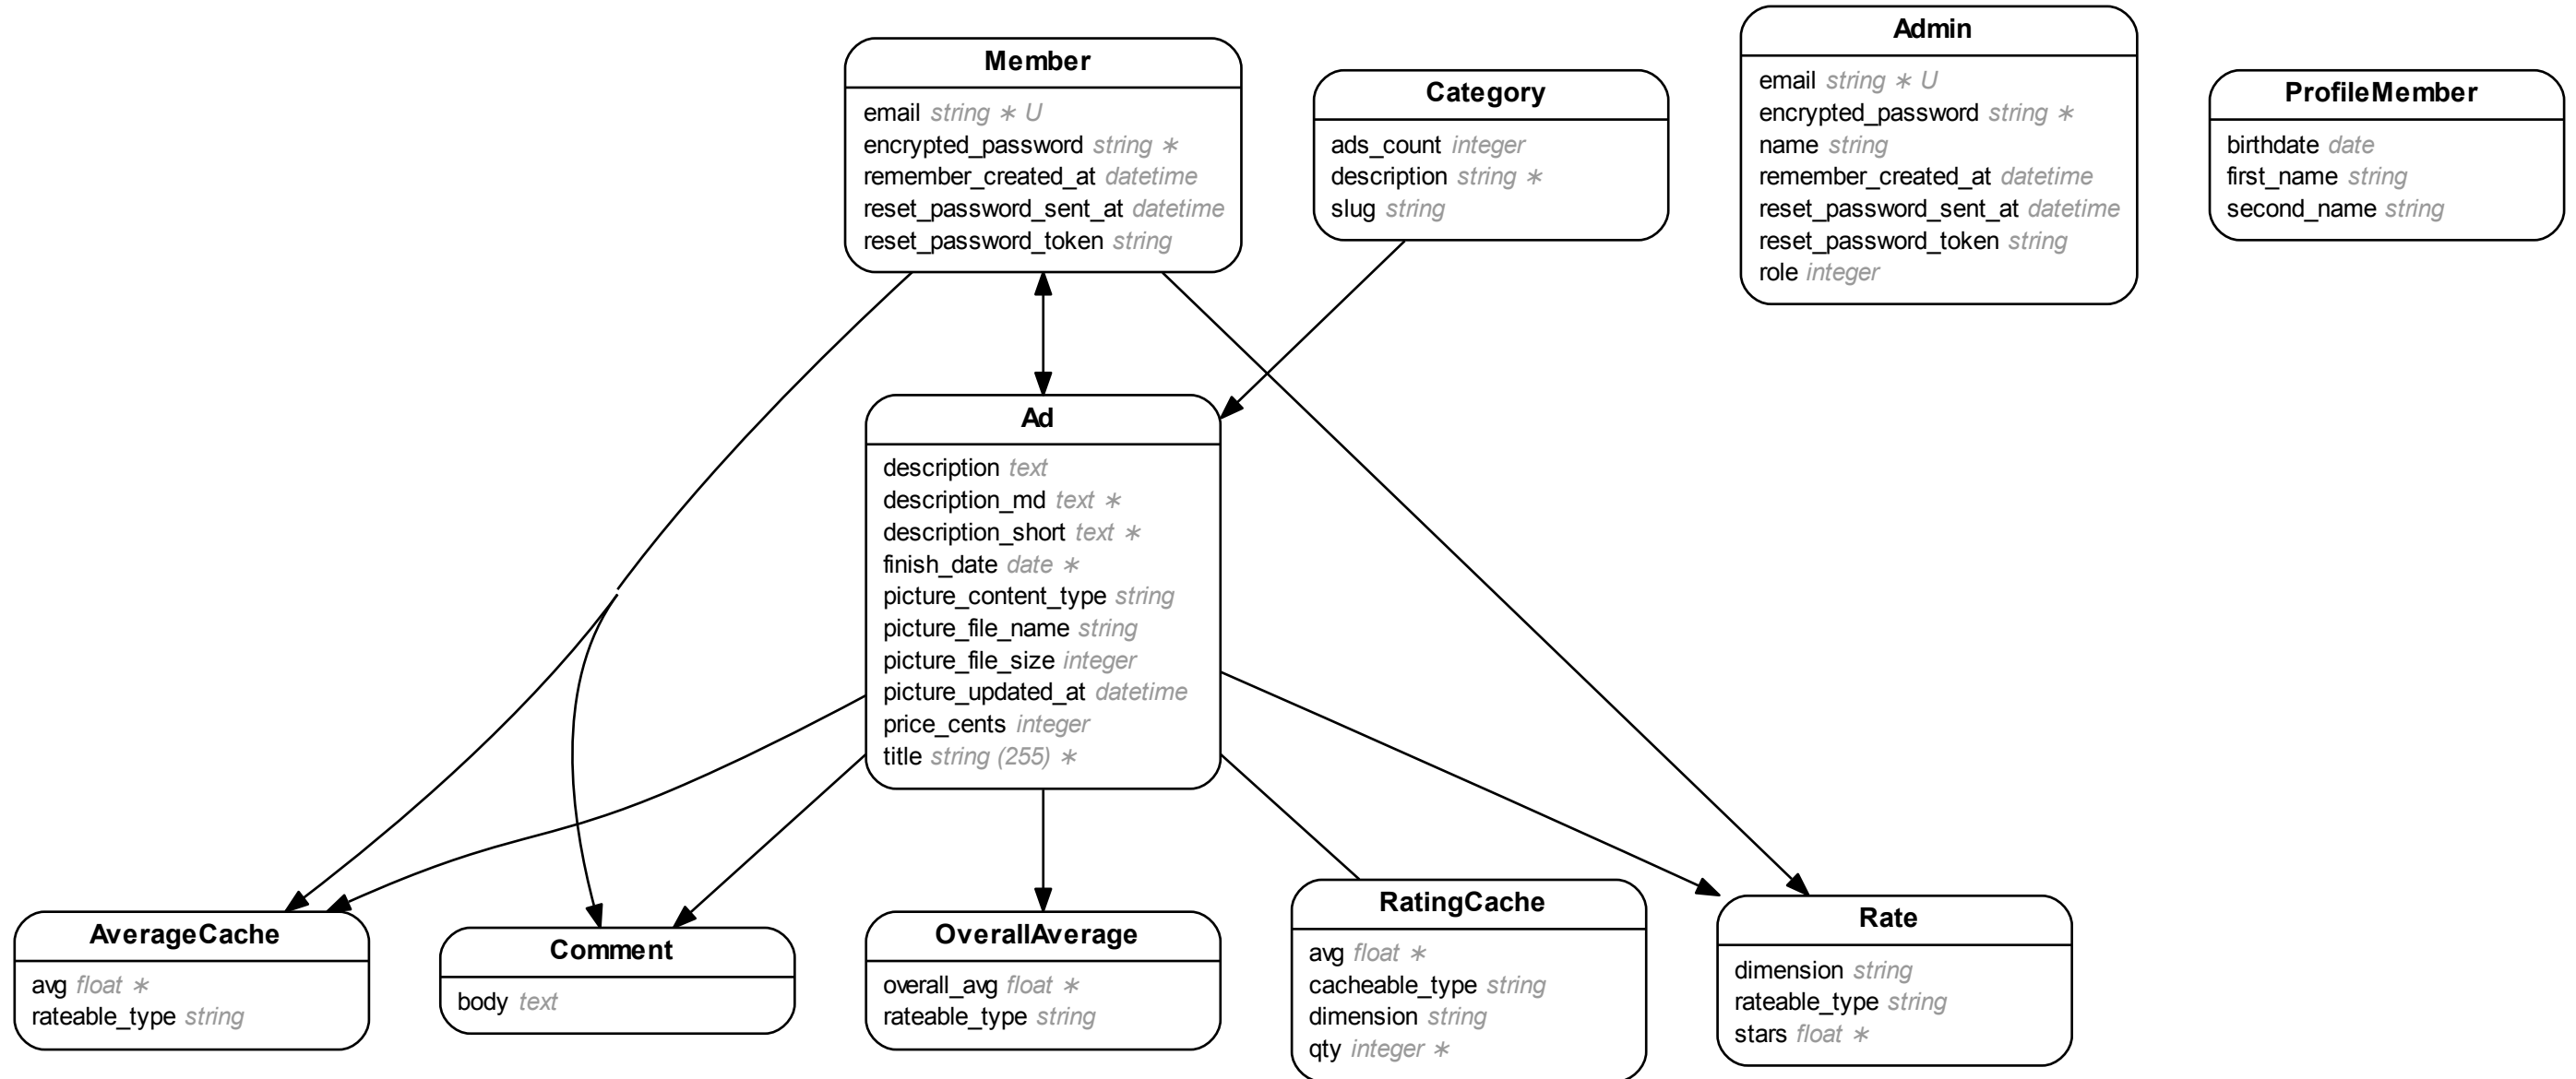 Member
email string ∗ U
encrypted_password string ∗
remember_created_at datetime
reset_password_sent_at datetime
reset_password_token string
Category
ads_count integer
description string ∗
slug string
Admin
email string ∗ U
encrypted_password string ∗
name string
remember_created_at datetime
reset_password_sent_at datetime
reset_password_token string
role integer
ProfileMember
birthdate date
first_name string
second_name string
Ad
description text
description_md text ∗
description_short text ∗
finish_date date ∗
picture_content_type string
picture_file_name string
picture_file_size integer
picture_updated_at datetime
price_cents integer
title string (255) ∗
AverageCache
avg float ∗
rateable_type string
Comment
body text
OverallAverage
overall_avg float ∗
rateable_type string
RatingCache
avg float ∗
cacheable_type string
dimension string
qty integer ∗
Rate
dimension string
rateable_type string
stars float ∗